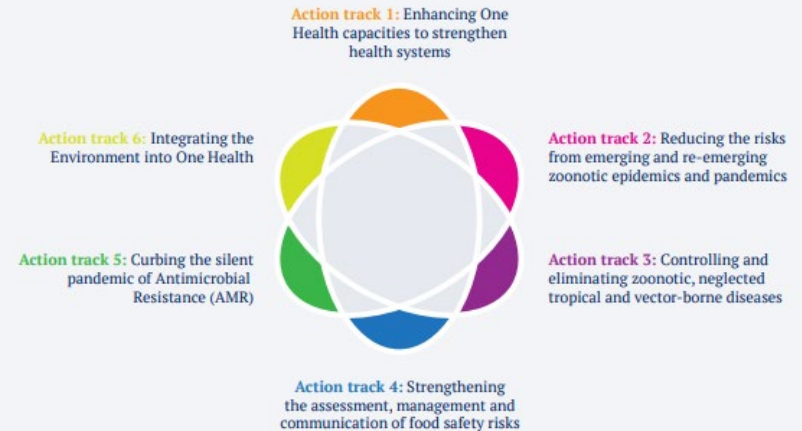 Action track 1: Enhancing One
Health capacities to strengthen
health systems
Action track 2: Reducing the risks
from emerging and re-emerging
zoonotic epidemics and pandemics
Action track 3: Controlling and
eliminating zoonotic, neglected
tropical and vector-borne diseases
Action track 4: Strengthening
the assessment, management and
communication of food safety risks
Action track 5: Curbing the silent
pandemic of Antimicrobial
Resistance (AMR)
Action track 6: Integrating the
Environment into One Health